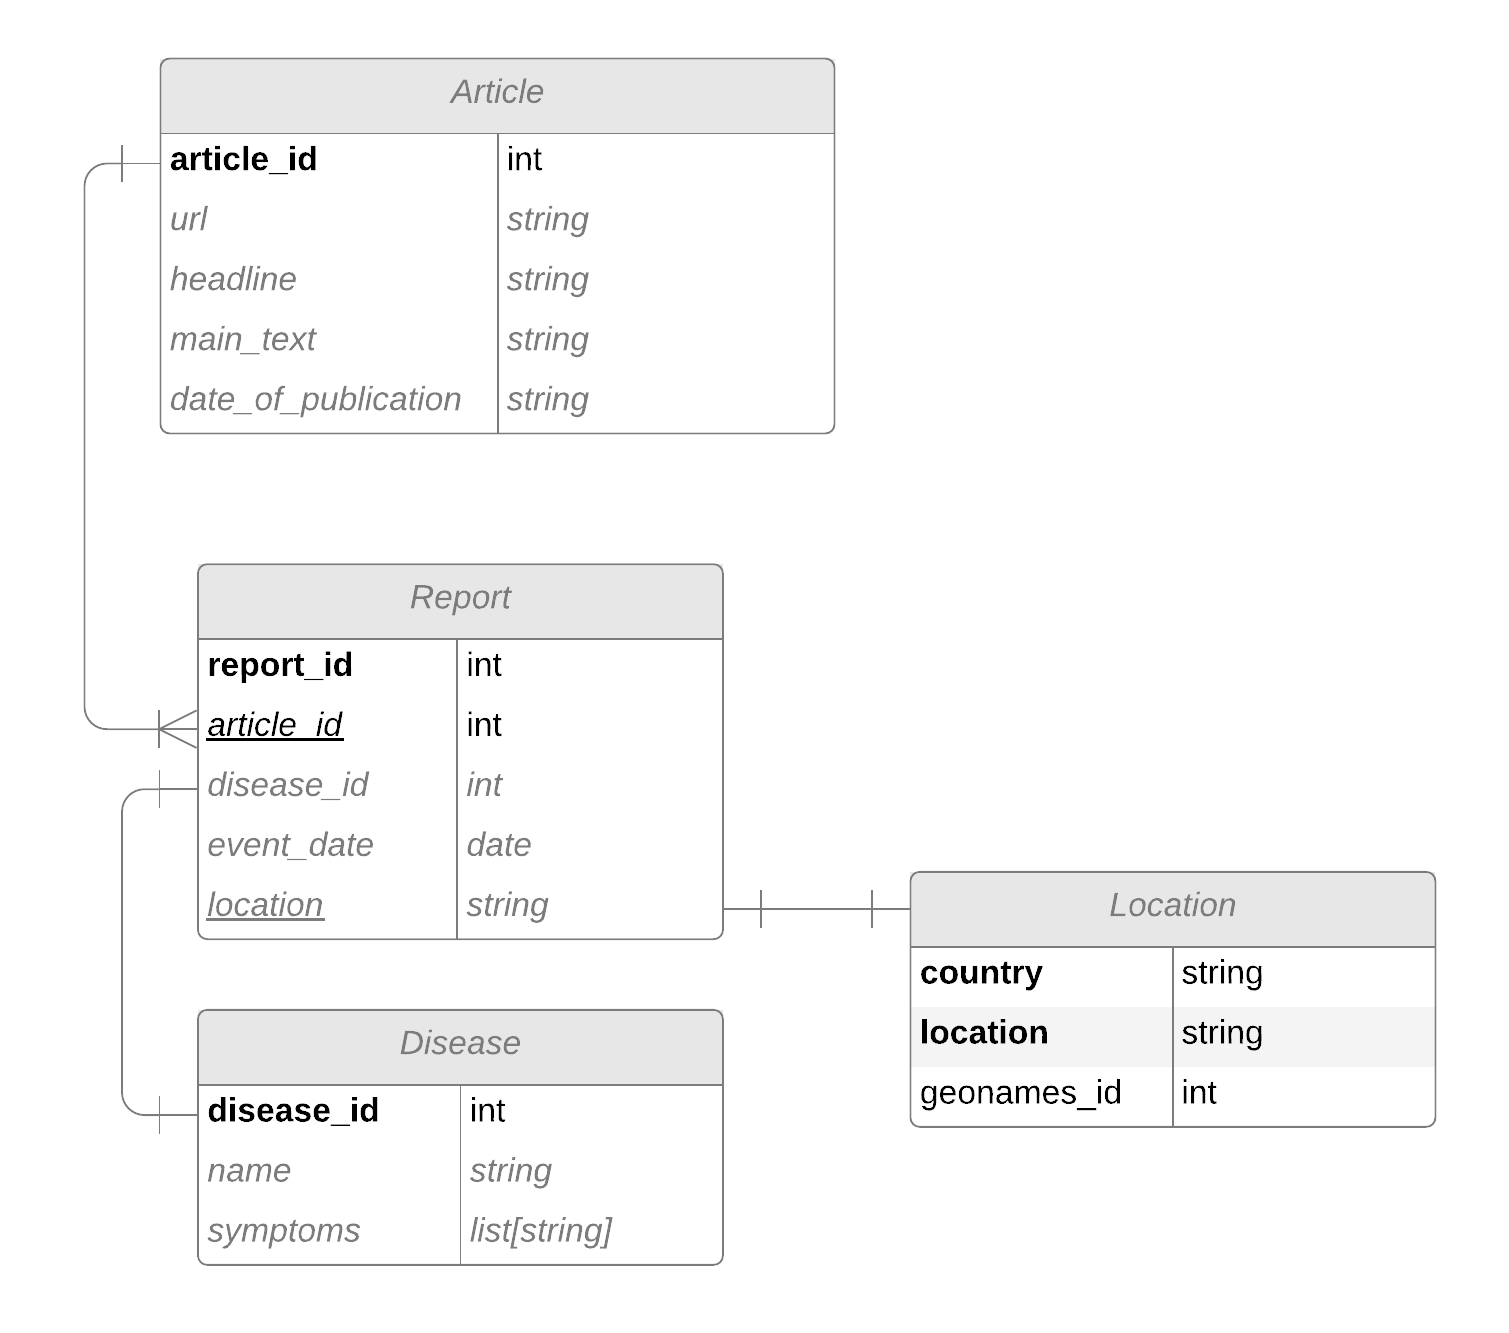 Article
article_id int
url string
headline string
main_text string
date_of_publication string
Report
report_id int
article_id int
disease_id int
event_date date
location string
Location
country string
location string
geonames_id int
Disease
disease_id int
name string
symptoms list[string]